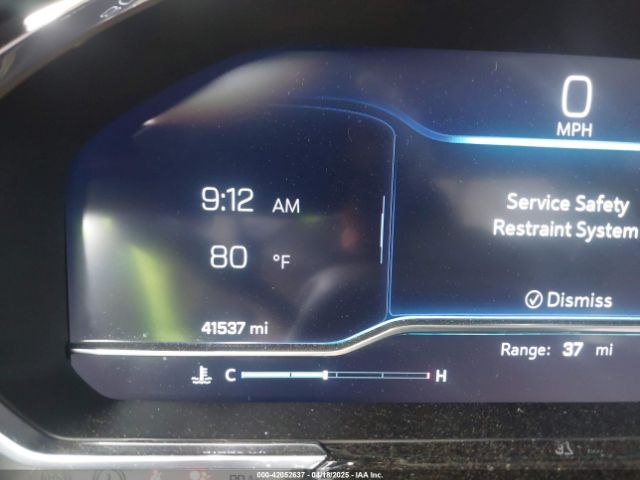 0
MPH
9:12 AM
Service Safety
Restraint System
80 °F
Dismiss
41537 mi
Range: 37 mi
C H
000-42052637 - 04/18/2025 - IAA Inc.